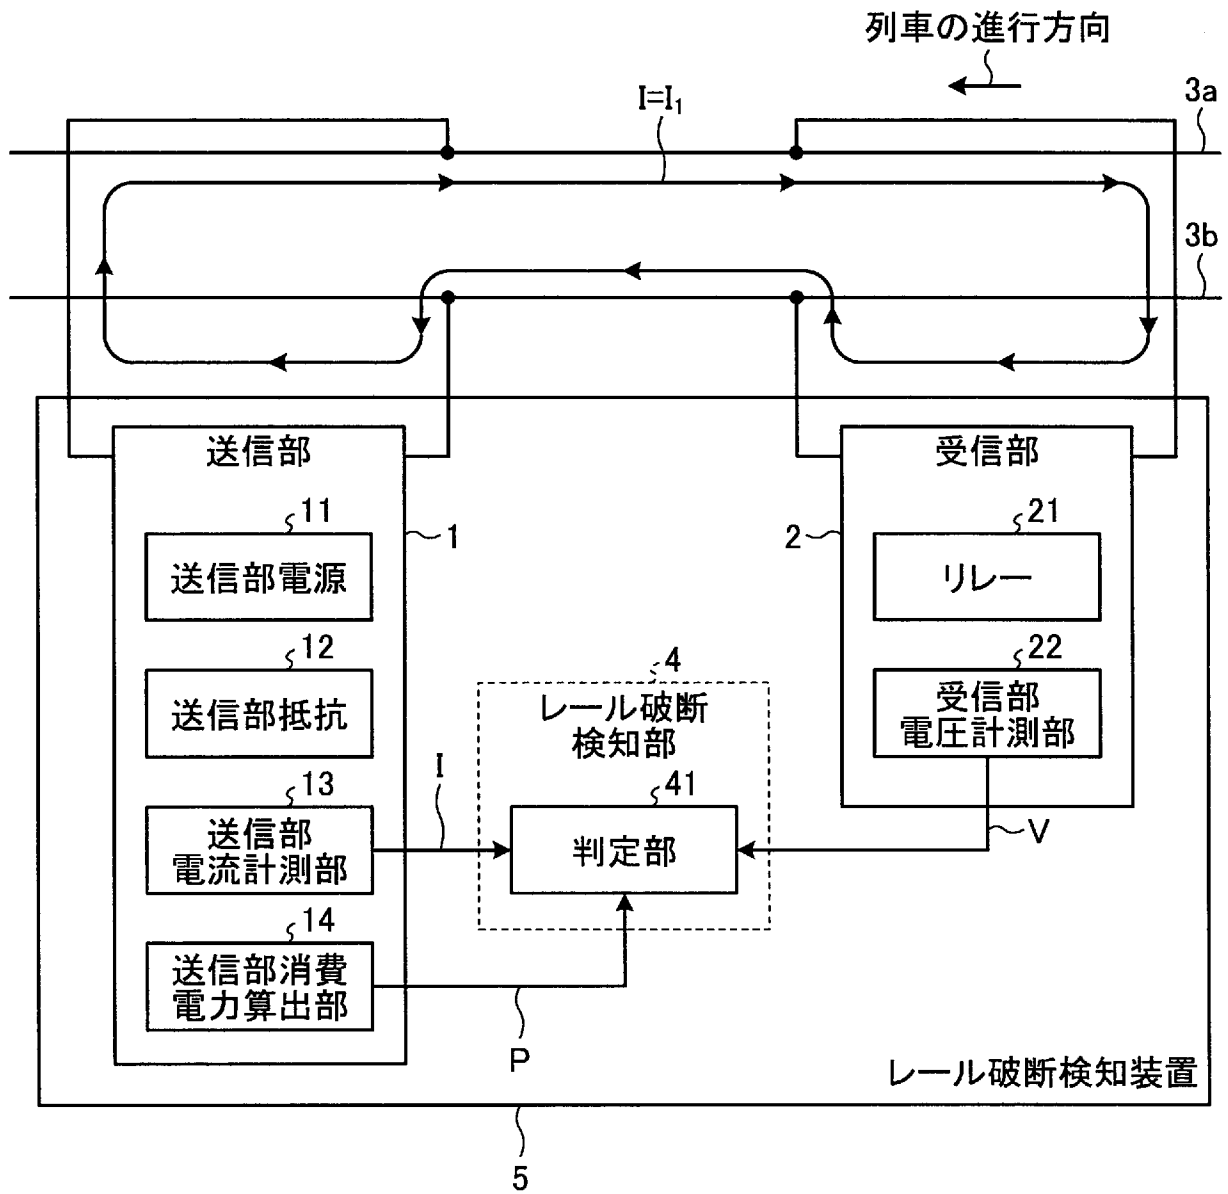 列車の進行方向
I=I1
3a
3b
送信部
受信部
11
送信部電源
1
2
21
リレー
12
送信部抵抗
4
レール破断
検知部
22
受信部
電圧計測部
13
送信部
電流計測部
I
41
判定部
V
14
送信部消費
電力算出部
P
レール破断検知装置
5